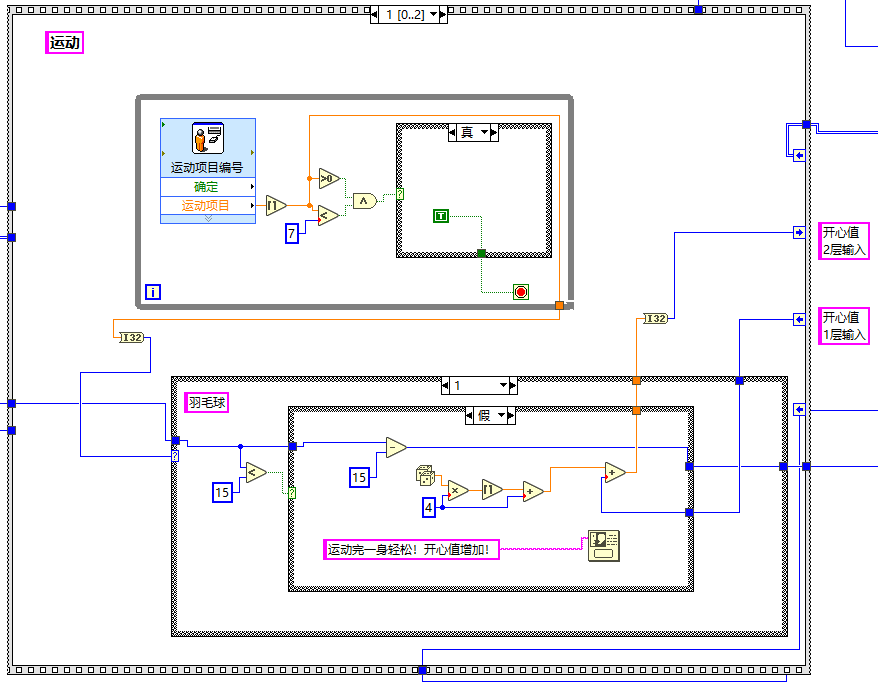 1 [0..2]
运动
真
运动项目编号
确定
运动项目
>0
<
∧
?
7
T
i
开心值
2层输入
I32
I32
开心值
1层输入
1
羽毛球
假
?
-
<
15
15
?
×
+
+
4
运动完一身轻松！开心值增加！